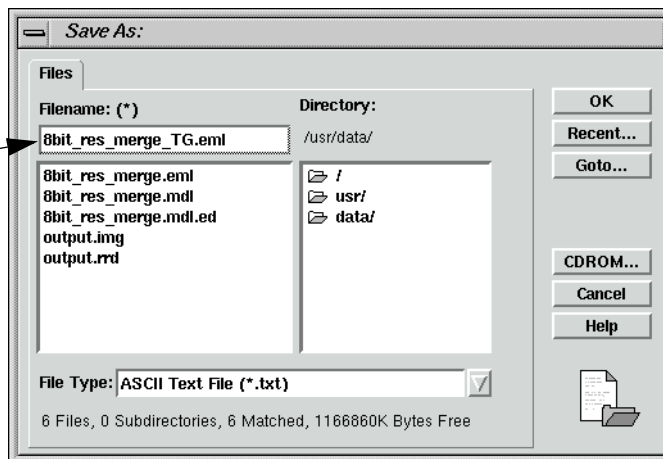 Save As:
Files
Filename: (*)
8bit_res_merge_TG.eml
8bit_res_merge.eml
8bit_res_merge.mdl
8bit_res_merge.mdl.ed
output.img
output.rrd
Directory:
/usr/data/
/
usr/
data/
File Type: ASCII Text File (*.txt)
6 Files, 0 Subdirectories, 6 Matched, 1166860K Bytes Free
OK
Recent...
Goto...
CDROM...
Cancel
Help